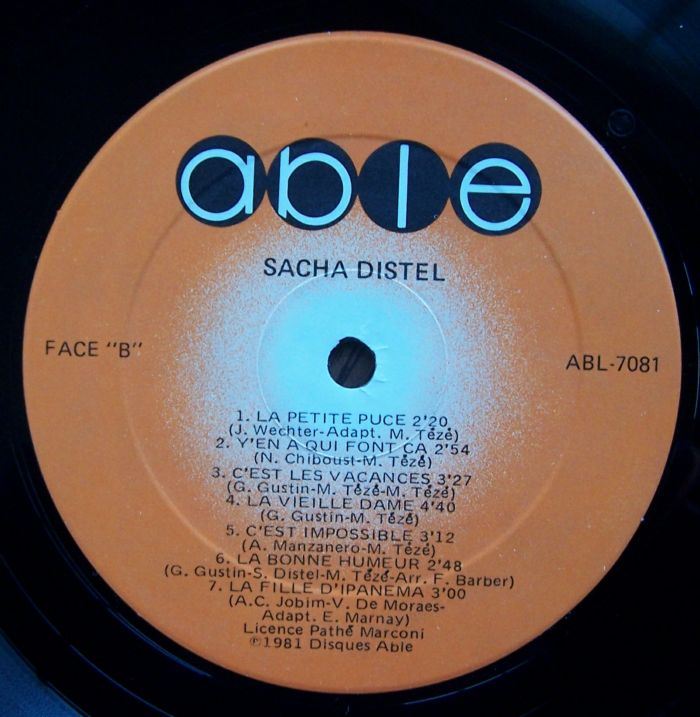 able
SACHA DISTEL
FACE "B"
ABL-7081
1. LA PETITE PUCE 2'20
(J. Wechter-Adapt. M. Tézé)
2. Y'EN A QUI FONT ÇA 2'54
(N. Chiboust-M. Tézé)
3. C'EST LES VACANCES 3'27
(G. Gustin-M. Tézé-M. Tézé)
4. LA VIEILLE DAME 4'40
(G. Gustin-M. Tézé)
5. C'EST IMPOSSIBLE 3'12
(A. Manzanero-M. Tézé)
6. LA BONNE HUMEUR 2'48
(G. Gustin-S. Distel-M. Tézé-Arr. F. Barber)
7. LA FILLE D'IPANEMA 3'00
(A.C. Jobim-V. De Moraes-
Adapt. E. Marnay)
Licence Pathé Marconi
℗1981 Disques Able